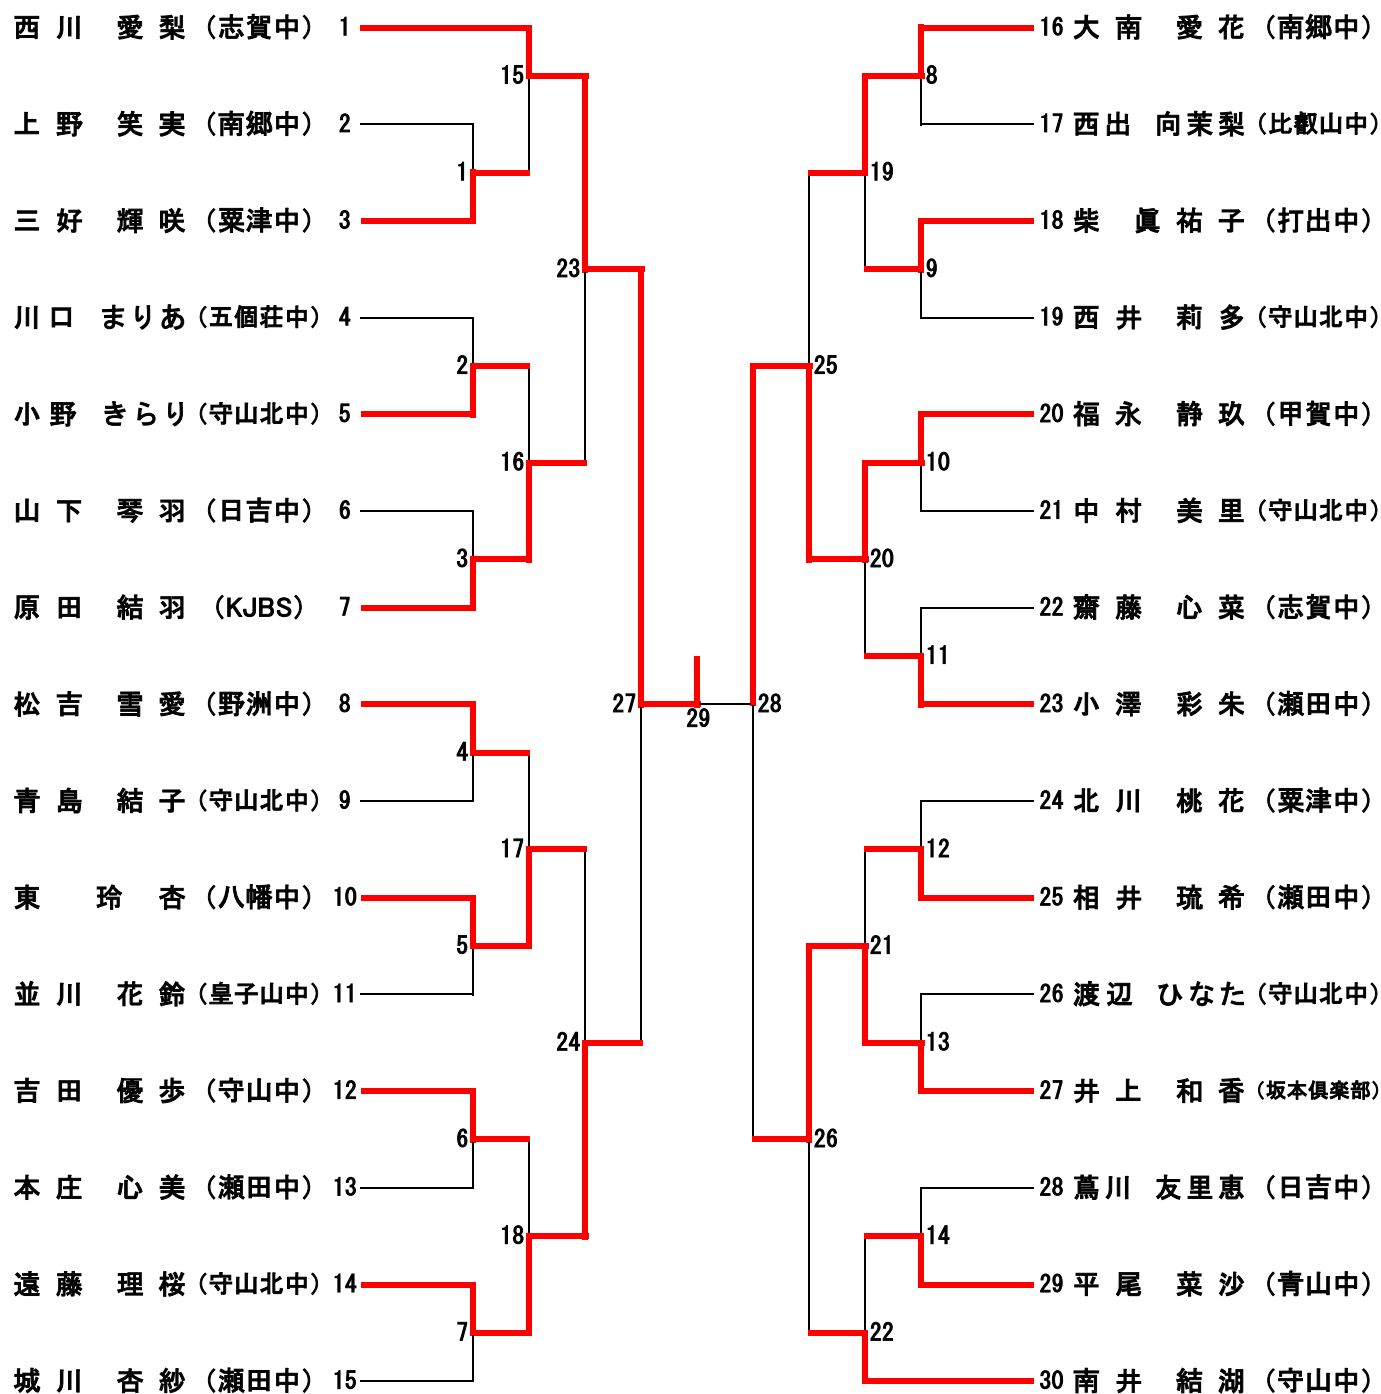 西川 愛梨（志賀中） 1
上野 笑実（南郷中） 2
三好 輝咲（粟津中） 3
川口 まりあ（五個荘中） 4
小野 きらり（守山北中） 5
山下 琴羽（日吉中） 6
原田 結羽（KJBS） 7
松吉 雪愛（野洲中） 8
青島 結子（守山北中） 9
東 玲杏（八幡中） 10
並川 花鈴（皇子山中） 11
吉田 優歩（守山中） 12
本庄 心美（瀬田中） 13
遠藤 理桜（守山北中） 14
城川 杏紗（瀬田中） 15
15
1
23
2
16
3
27
4
17
5
24
6
18
7
29
28
8
19
9
25
10
20
11
12
21
13
26
14
22
16 大南 愛花（南郷中）
17 西出 向茉梨（比叡山中）
18 柴 眞祐子（打出中）
19 西井 莉多（守山北中）
20 福永 静玖（甲賀中）
21 中村 美里（守山北中）
22 齋藤 心菜（志賀中）
23 小澤 彩朱（瀬田中）
24 北川 桃花（粟津中）
25 相井 琉希（瀬田中）
26 渡辺 ひなた（守山北中）
27 井上 和香（坂本倶楽部）
28 蔦川 友里恵（日吉中）
29 平尾 菜沙（青山中）
30 南井 結湖（守山中）